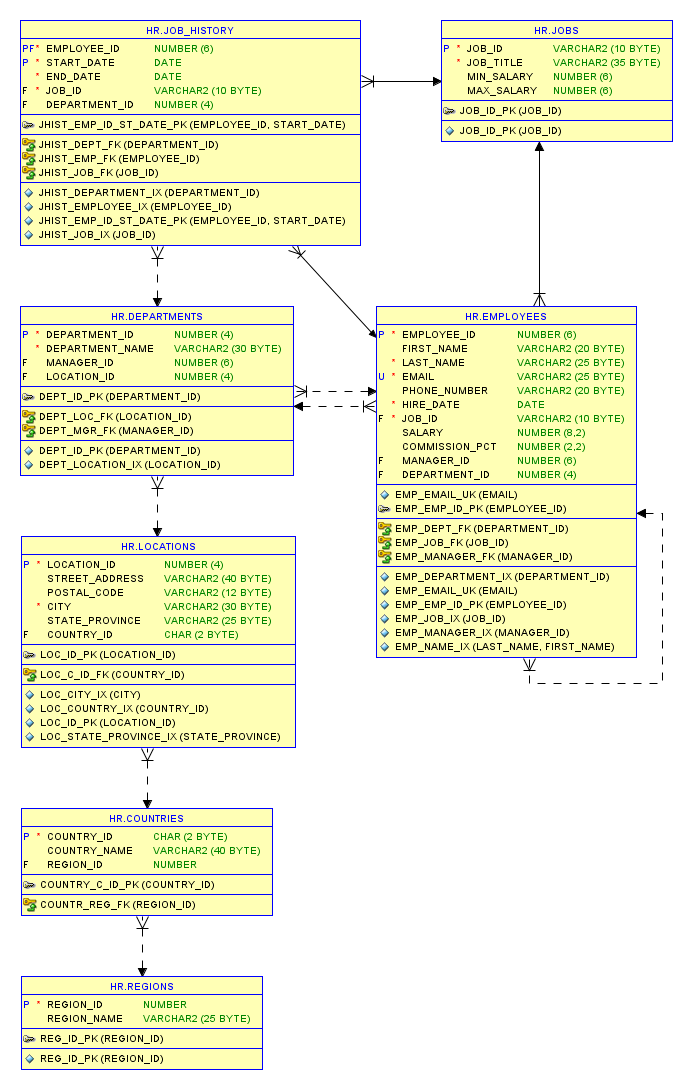 HR.JOB_HISTORY
PF* EMPLOYEE_ID NUMBER (6)
P * START_DATE DATE
* END_DATE DATE
F * JOB_ID VARCHAR2 (10 BYTE)
F DEPARTMENT_ID NUMBER (4)
JHIST_EMP_ID_ST_DATE_PK (EMPLOYEE_ID, START_DATE)
JHIST_DEPT_FK (DEPARTMENT_ID)
JHIST_EMP_FK (EMPLOYEE_ID)
JHIST_JOB_FK (JOB_ID)
JHIST_DEPARTMENT_IX (DEPARTMENT_ID)
JHIST_EMPLOYEE_IX (EMPLOYEE_ID)
JHIST_EMP_ID_ST_DATE_PK (EMPLOYEE_ID, START_DATE)
JHIST_JOB_IX (JOB_ID)
HR.JOBS
P * JOB_ID VARCHAR2 (10 BYTE)
* JOB_TITLE VARCHAR2 (35 BYTE)
MIN_SALARY NUMBER (6)
MAX_SALARY NUMBER (6)
JOB_ID_PK (JOB_ID)
JOB_ID_PK (JOB_ID)
HR.DEPARTMENTS
P * DEPARTMENT_ID NUMBER (4)
* DEPARTMENT_NAME VARCHAR2 (30 BYTE)
F MANAGER_ID NUMBER (6)
F LOCATION_ID NUMBER (4)
DEPT_ID_PK (DEPARTMENT_ID)
DEPT_LOC_FK (LOCATION_ID)
DEPT_MGR_FK (MANAGER_ID)
DEPT_ID_PK (DEPARTMENT_ID)
DEPT_LOCATION_IX (LOCATION_ID)
HR.EMPLOYEES
P * EMPLOYEE_ID NUMBER (6)
FIRST_NAME VARCHAR2 (20 BYTE)
* LAST_NAME VARCHAR2 (25 BYTE)
U * EMAIL VARCHAR2 (25 BYTE)
PHONE_NUMBER VARCHAR2 (20 BYTE)
* HIRE_DATE DATE
F * JOB_ID VARCHAR2 (10 BYTE)
SALARY NUMBER (8,2)
COMMISSION_PCT NUMBER (2,2)
F MANAGER_ID NUMBER (6)
F DEPARTMENT_ID NUMBER (4)
EMP_EMAIL_UK (EMAIL)
EMP_EMP_ID_PK (EMPLOYEE_ID)
EMP_DEPT_FK (DEPARTMENT_ID)
EMP_JOB_FK (JOB_ID)
EMP_MANAGER_FK (MANAGER_ID)
EMP_DEPARTMENT_IX (DEPARTMENT_ID)
EMP_EMAIL_UK (EMAIL)
EMP_EMP_ID_PK (EMPLOYEE_ID)
EMP_JOB_IX (JOB_ID)
EMP_MANAGER_IX (MANAGER_ID)
EMP_NAME_IX (LAST_NAME, FIRST_NAME)
HR.LOCATIONS
P * LOCATION_ID NUMBER (4)
STREET_ADDRESS VARCHAR2 (40 BYTE)
POSTAL_CODE VARCHAR2 (12 BYTE)
* CITY VARCHAR2 (30 BYTE)
STATE_PROVINCE VARCHAR2 (25 BYTE)
F COUNTRY_ID CHAR (2 BYTE)
LOC_ID_PK (LOCATION_ID)
LOC_C_ID_FK (COUNTRY_ID)
LOC_CITY_IX (CITY)
LOC_COUNTRY_IX (COUNTRY_ID)
LOC_ID_PK (LOCATION_ID)
LOC_STATE_PROVINCE_IX (STATE_PROVINCE)
HR.COUNTRIES
P * COUNTRY_ID CHAR (2 BYTE)
COUNTRY_NAME VARCHAR2 (40 BYTE)
F REGION_ID NUMBER
COUNTRY_C_ID_PK (COUNTRY_ID)
COUNTR_REG_FK (REGION_ID)
HR.REGIONS
P * REGION_ID NUMBER
REGION_NAME VARCHAR2 (25 BYTE)
REG_ID_PK (REGION_ID)
REG_ID_PK (REGION_ID)